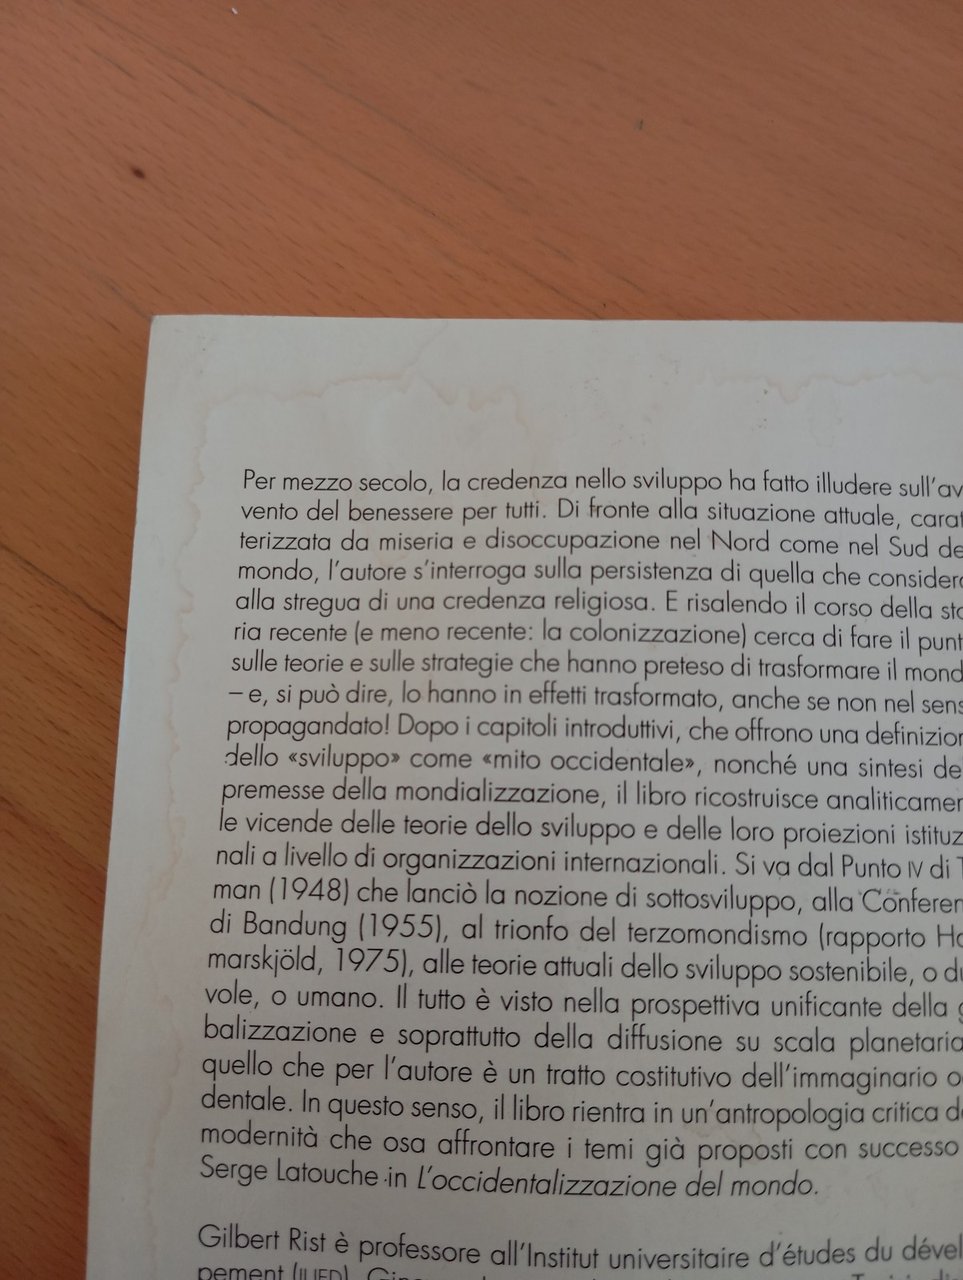 Per mezzo secolo, la credenza nello sviluppo ha fatto illudere sull'av
vento del benessere per tutti. Di fronte alla situazione attuale, carat
terizzata da miseria e disoccupazione nel Nord come nel Sud de
mondo, l'autore s'interroga sulla persistenza di quella che consider
alla stregua di una credenza religiosa. E risalendo il corso della sto
ria recente (e meno recente: la colonizzazione) cerca di fare il punt
sulle teorie e sulle strategie che hanno preteso di trasformare il mond
– e, si può dire, lo hanno in effetti trasformato, anche se non nel sens
propagandato! Dopo i capitoli introduttivi, che offrono una definizion
dello «sviluppo» come «mito occidentale», nonché una sintesi de
premesse della mondializzazione, il libro ricostruisce analiticamen
le vicende delle teorie dello sviluppo e delle loro proiezioni istituz
nali a livello di organizzazioni internazionali. Si va dal Punto IV di T
man (1948) che lanciò la nozione di sottosviluppo, alla Conferen
di Bandung (1955), al trionfo del terzomondismo (rapporto Ha
marskjöld, 1975), alle teorie attuali dello sviluppo sostenibile, o du
vole, o umano. Il tutto è visto nella prospettiva unificante della g
balizzazione e soprattutto della diffusione su scala planetaria
quello che per l'autore è un tratto costitutivo dell'immaginario o
dentale. In questo senso, il libro rientra in un'antropologia critica de
modernità che osa affrontare i temi già proposti con successo
Serge Latouche in L'occidentalizzazione del mondo.
Gilbert Rist è professore all'Institut universitaire d'études du dével
pement (IUED),